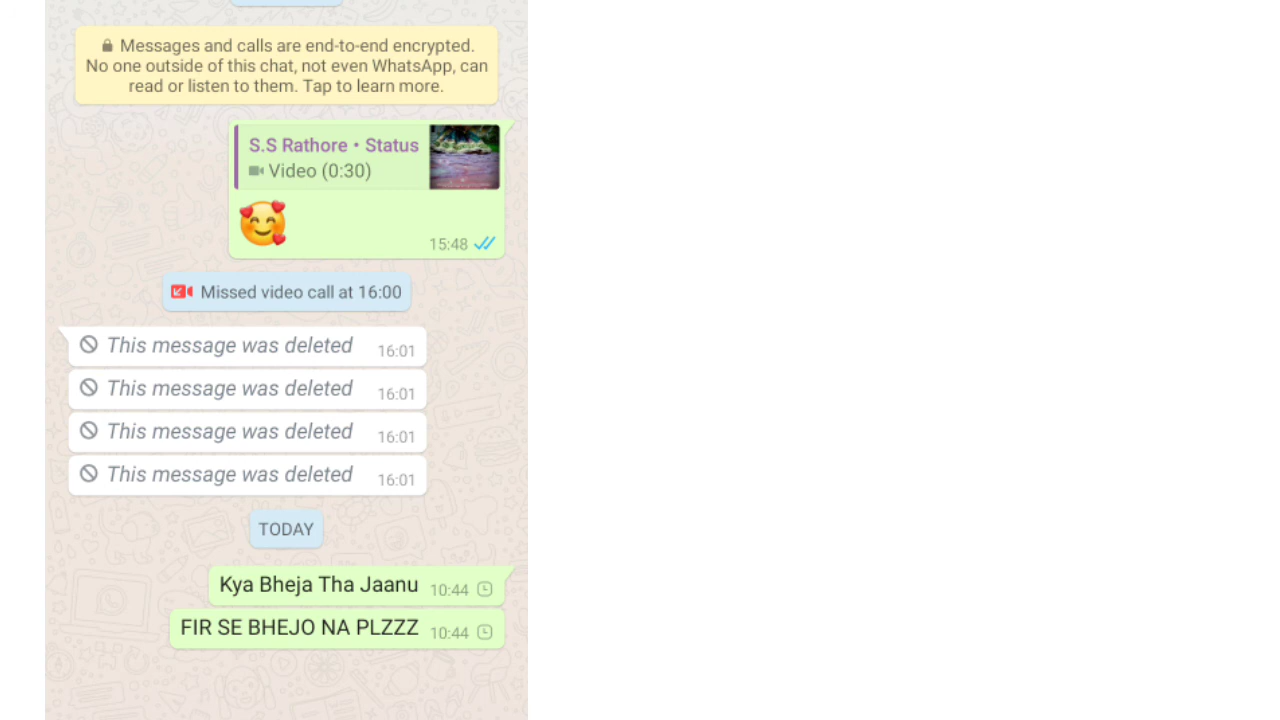 Messages and calls are end-to-end encrypted.
No one outside of this chat, not even WhatsApp, can
read or listen to them. Tap to learn more.
S.S Rathore • Status
Video (0:30)
🥰
15:48
Missed video call at 16:00
This message was deleted 16:01
This message was deleted 16:01
This message was deleted 16:01
This message was deleted 16:01
TODAY
Kya Bheja Tha Jaanu 10:44
FIR SE BHEJO NA PLZZZ 10:44